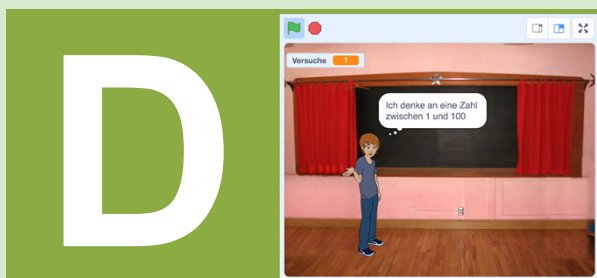 D
Versuche 1
Ich denke an eine Zahl
zwischen 1 und 100